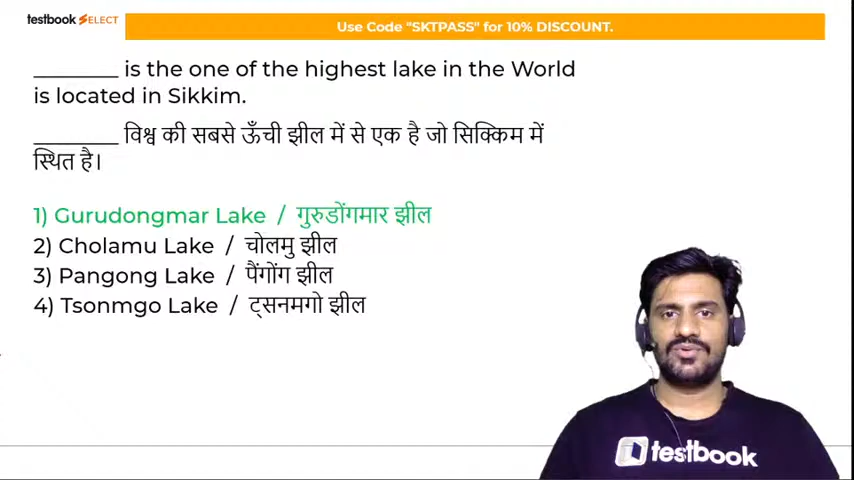 testbook SELECT
Use Code "SKTPASS" for 10% DISCOUNT.
_______ is the one of the highest lake in the World
is located in Sikkim.
_______ विश्व की सबसे ऊँची झील में से एक है जो सिक्किम में
स्थित है।
1) Gurudongmar Lake / गुरुडोंगमार झील
2) Cholamu Lake / चोलमु झील
3) Pangong Lake / पैंगोंग झील
4) Tsonmgo Lake / ट्सनमगो झील
testbook